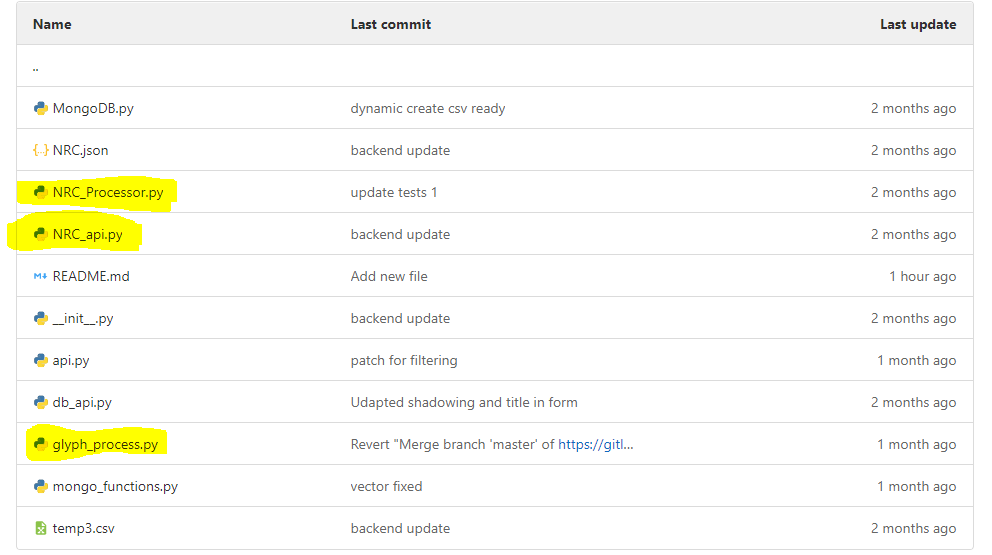 Name Last commit Last update
..
MongoDB.py dynamic create csv ready 2 months ago
{..} NRC.json backend update 2 months ago
NRC_Processor.py update tests 1 2 months ago
NRC_api.py backend update 2 months ago
M↓ README.md Add new file 1 hour ago
__init__.py backend update 2 months ago
api.py patch for filtering 1 month ago
db_api.py Udapted shadowing and title in form 2 months ago
glyph_process.py Revert "Merge branch 'master' of https://gitl... 1 month ago
mongo_functions.py vector fixed 1 month ago
temp3.csv backend update 2 months ago